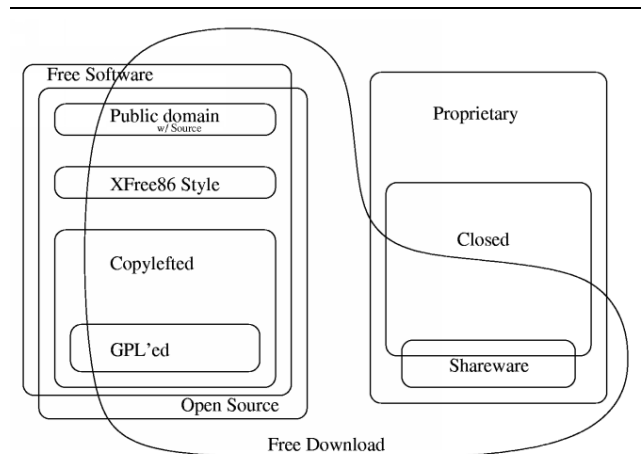 Free Software
Public domain
w/ Source
XFree86 Style
Copylefted
GPL'ed
Open Source
Proprietary
Closed
Shareware
Free Download